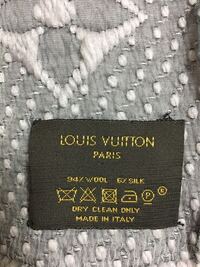 LOUIS VUITTON
PARIS
94% WOOL 6% SILK
P
DRY CLEAN ONLY
MADE IN ITALY